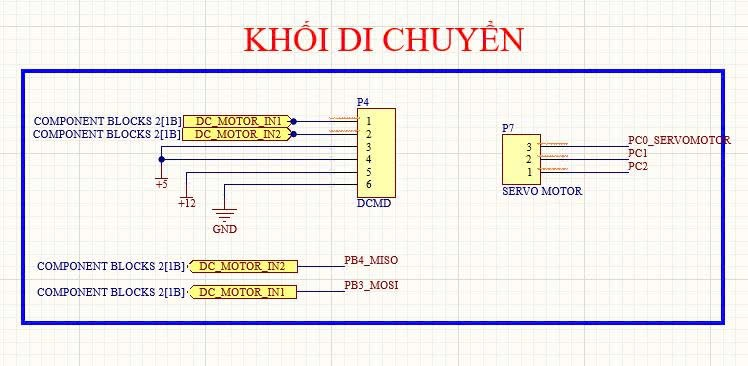 KHỐI DI CHUYỂN
P4
COMPONENT BLOCKS 2[1B] DC_MOTOR_IN1 1
COMPONENT BLOCKS 2[1B] DC_MOTOR_IN2 2
3
4
5
6
+5
+12
GND
DCMD
P7
3 PC0_SERVOMOTOR
2 PC1
1 PC2
SERVO MOTOR
COMPONENT BLOCKS 2[1B] DC_MOTOR_IN2 PB4_MISO
COMPONENT BLOCKS 2[1B] DC_MOTOR_IN1 PB3_MOSI